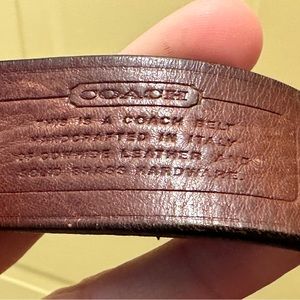 COACH
THIS IS A COACH BELT
HANDCRAFTED IN ITALY
OF COWHIDE LEATHER AND
SOLID BRASS HARDWARE.